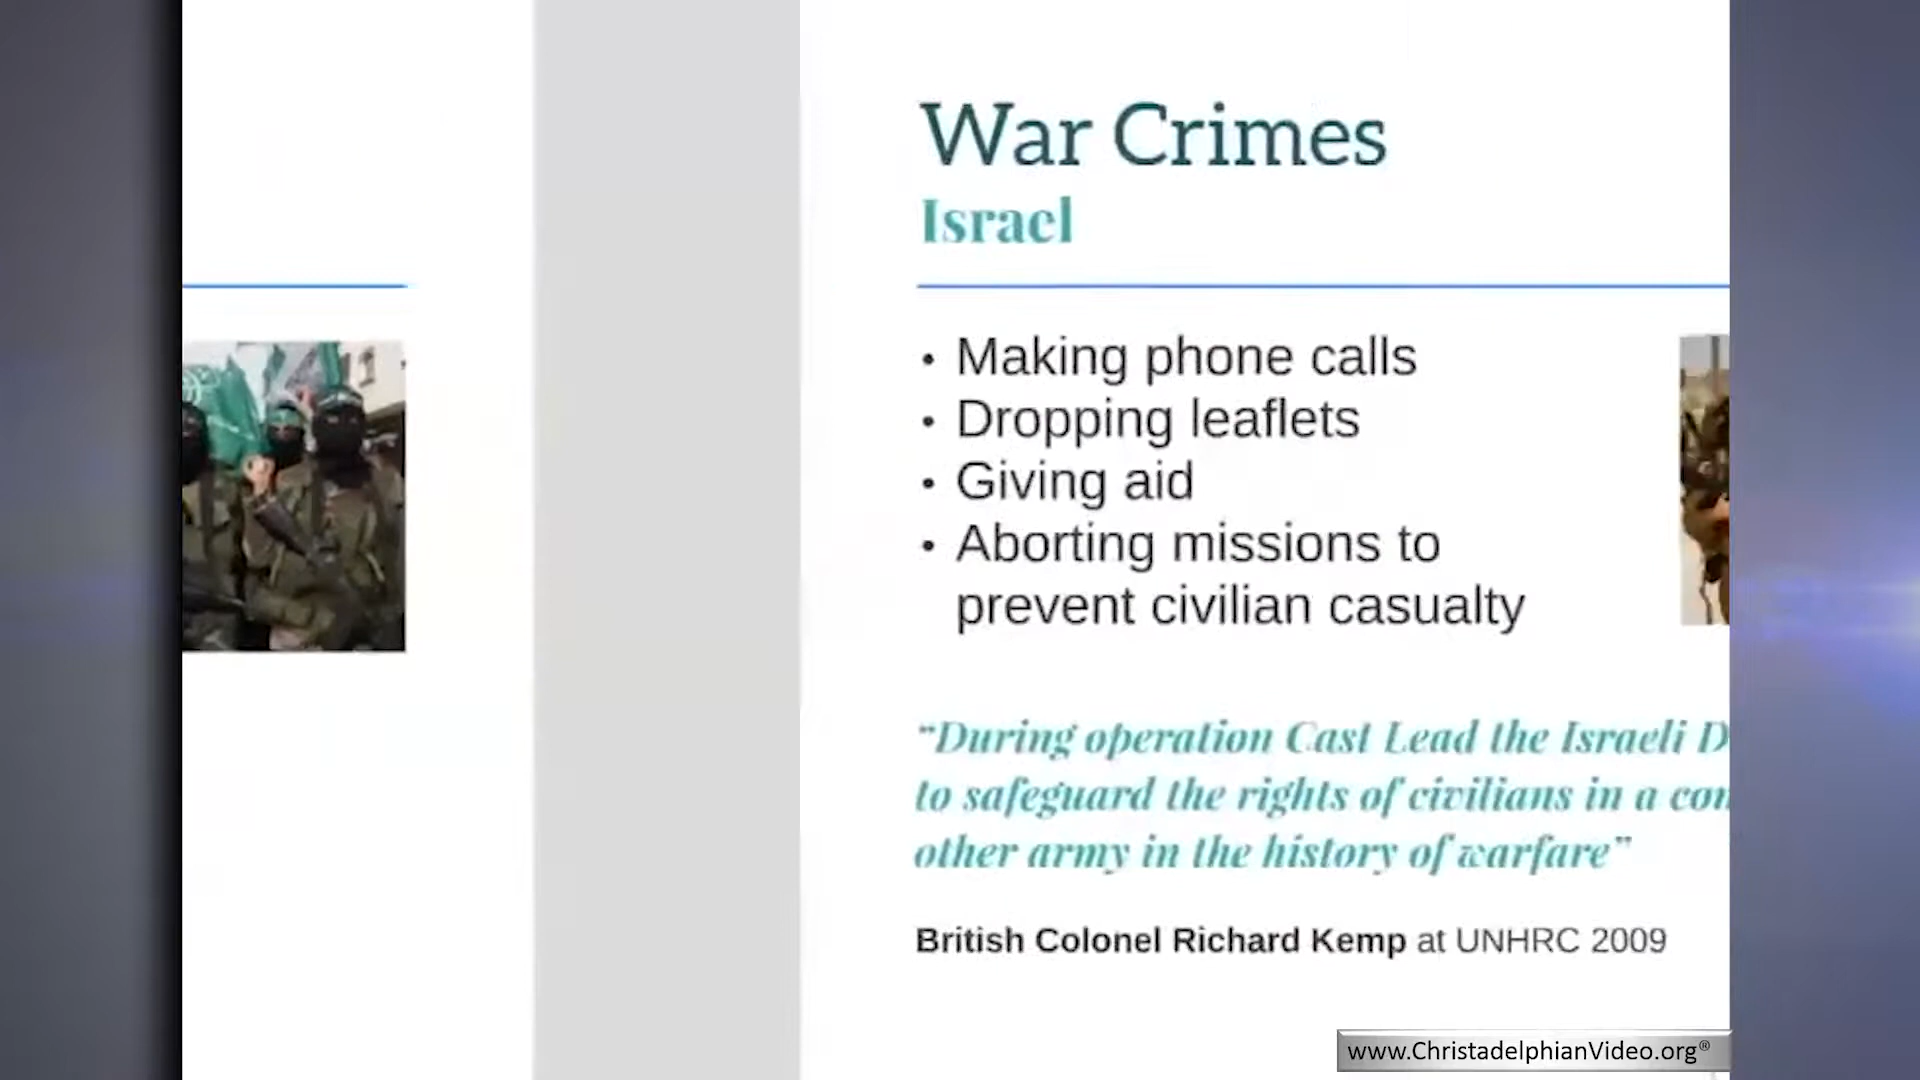 War Crimes
Israel
• Making phone calls
• Dropping leaflets
• Giving aid
• Aborting missions to
prevent civilian casualty
“During operation Cast Lead the Israeli
to safeguard the rights of civilians in a
other army in the history of warfare”
British Colonel Richard Kemp at UNHRC 2009
www.ChristadelphianVideo.org®